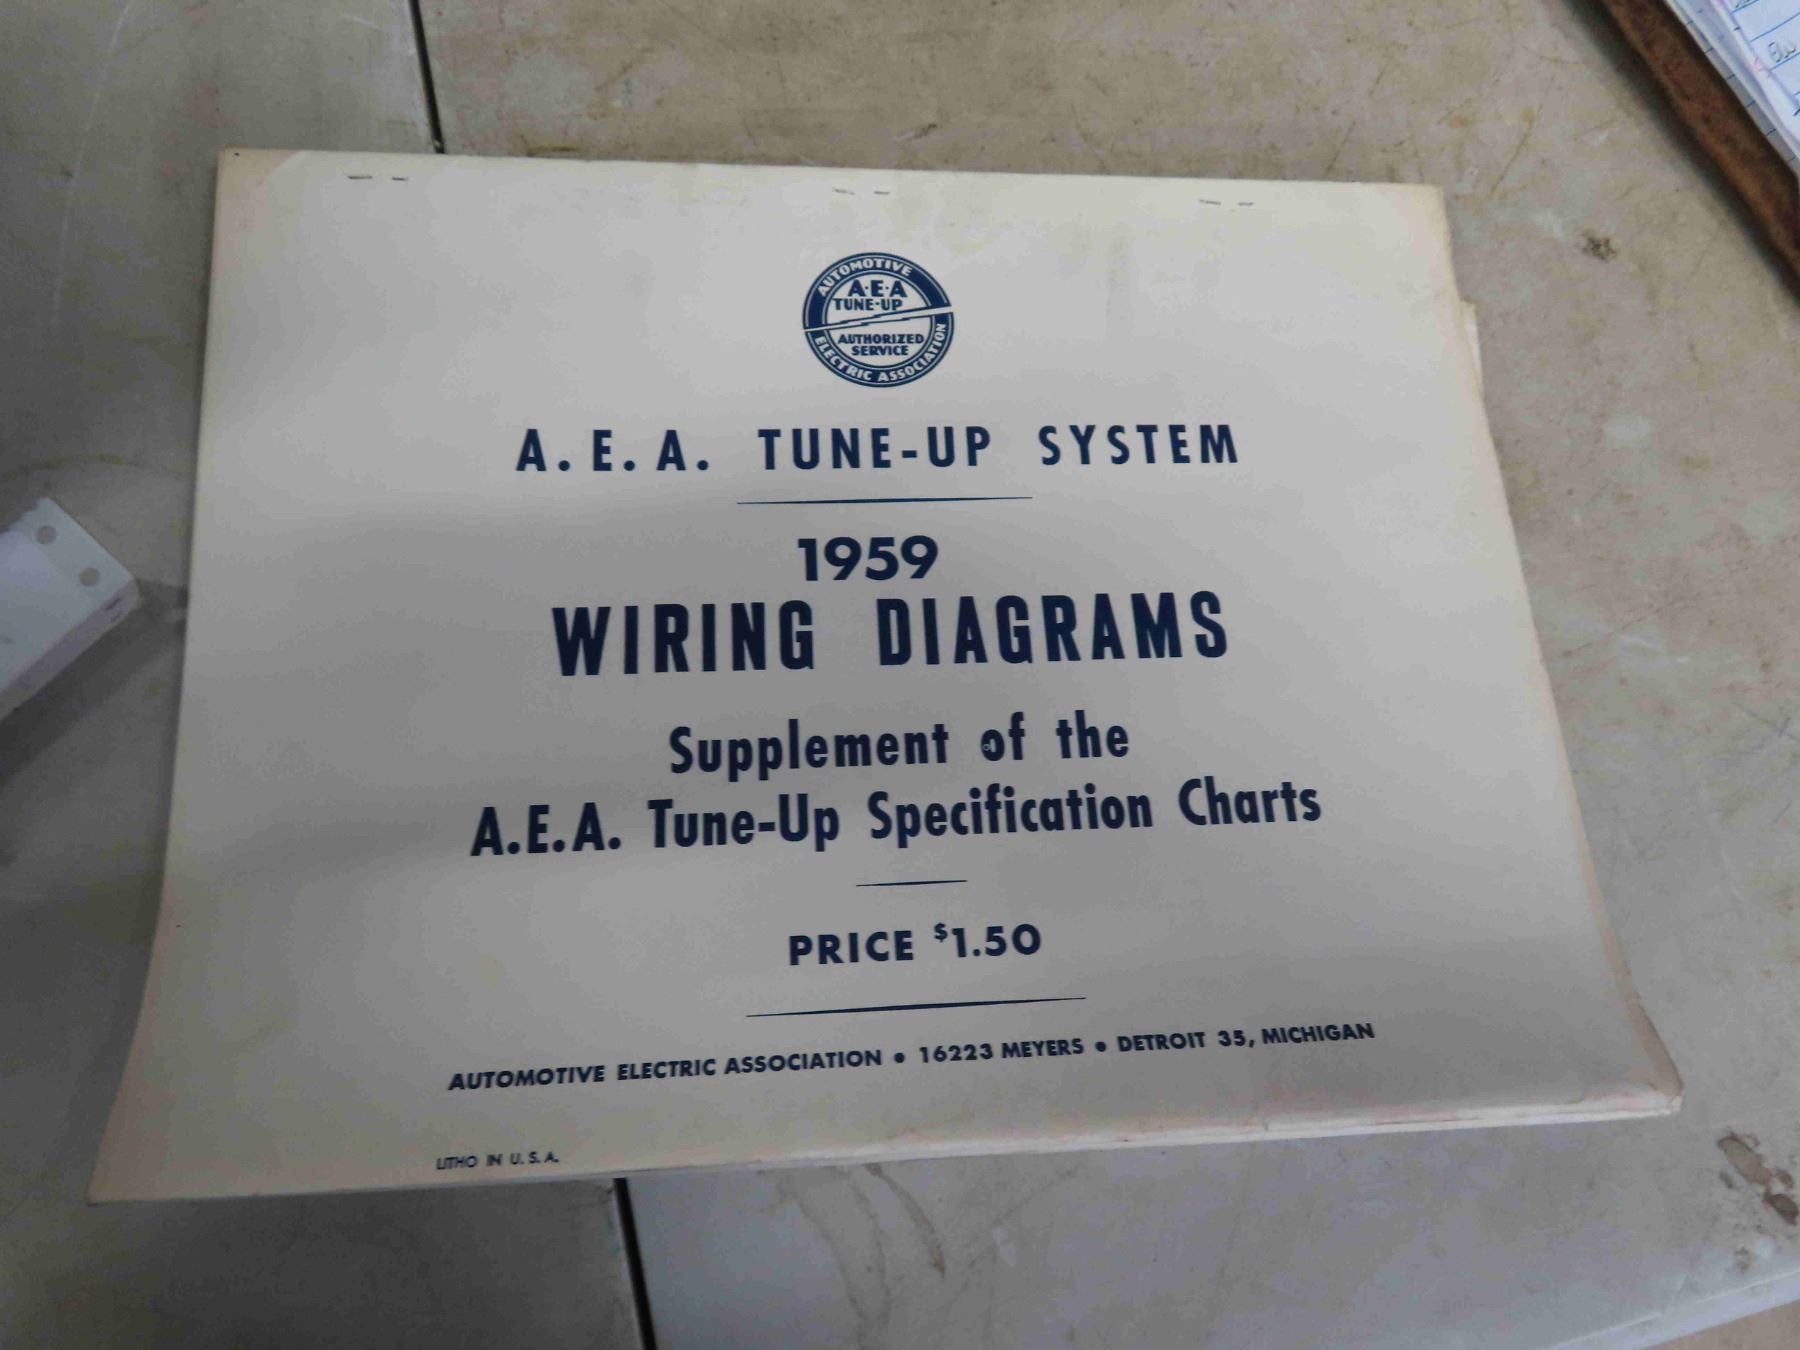 AUTOMOTIVE
A·E·A
TUNE-UP
AUTHORIZED
SERVICE
ELECTRIC ASSOCIATION
A. E. A. TUNE-UP SYSTEM
1959
WIRING DIAGRAMS
Supplement of the
A.E.A. Tune-Up Specification Charts
PRICE $1.50
AUTOMOTIVE ELECTRIC ASSOCIATION • 16223 MEYERS • DETROIT 35, MICHIGAN
LITHO IN U. S. A.